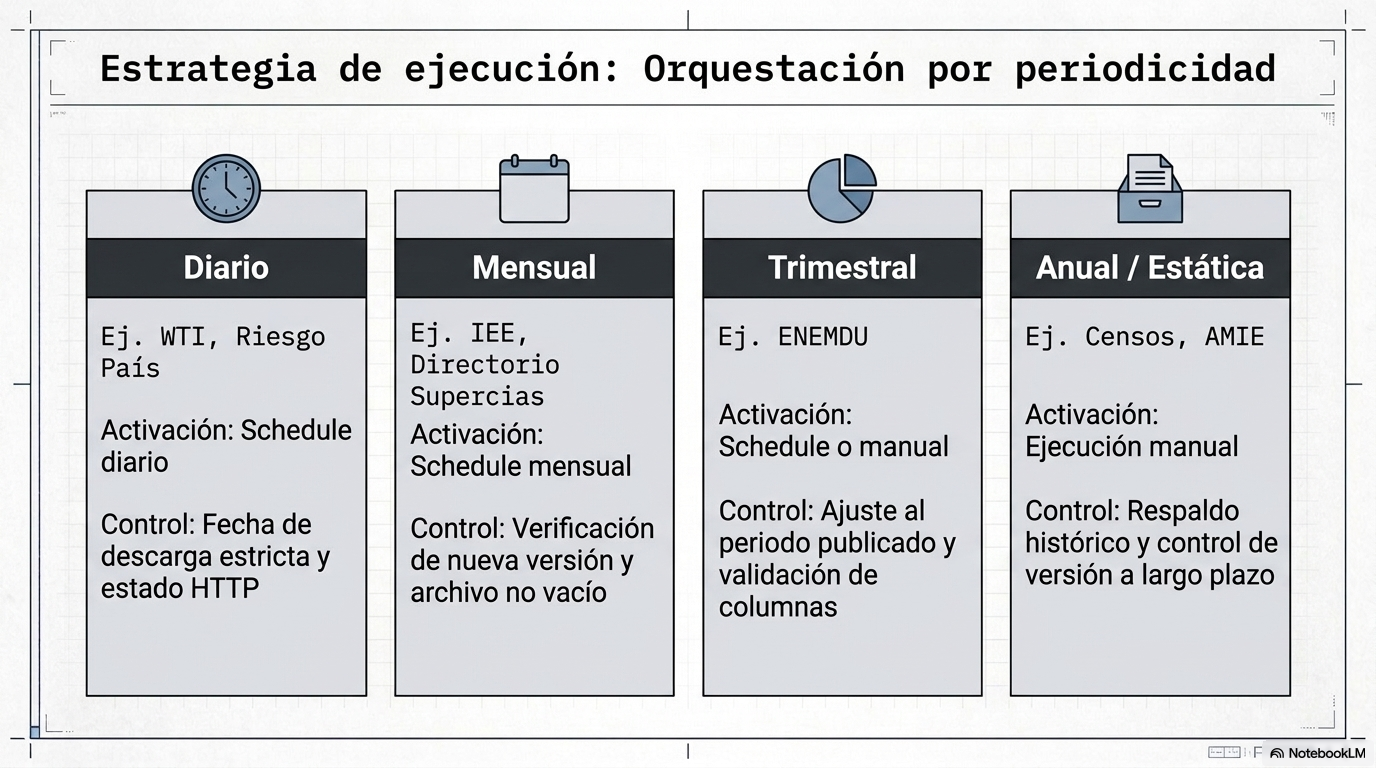 Estrategia de ejecución: Orquestación por periodicidad
Diario
Ej. WTI, Riesgo
País
Activación: Schedule
diario
Control: Fecha de
descarga estricta y
estado HTTP
Mensual
Ej. IEE,
Directorio
Supercias
Activación:
Schedule mensual
Control: Verificación
de nueva versión y
archivo no vacío
Trimestral
Ej. ENEMDU
Activación:
Schedule o manual
Control: Ajuste al
periodo publicado y
validación de
columnas
Anual / Estática
Ej. Censos, AMIE
Activación:
Ejecución manual
Control: Respaldo
histórico y control de
versión a largo plazo
NotebookLM